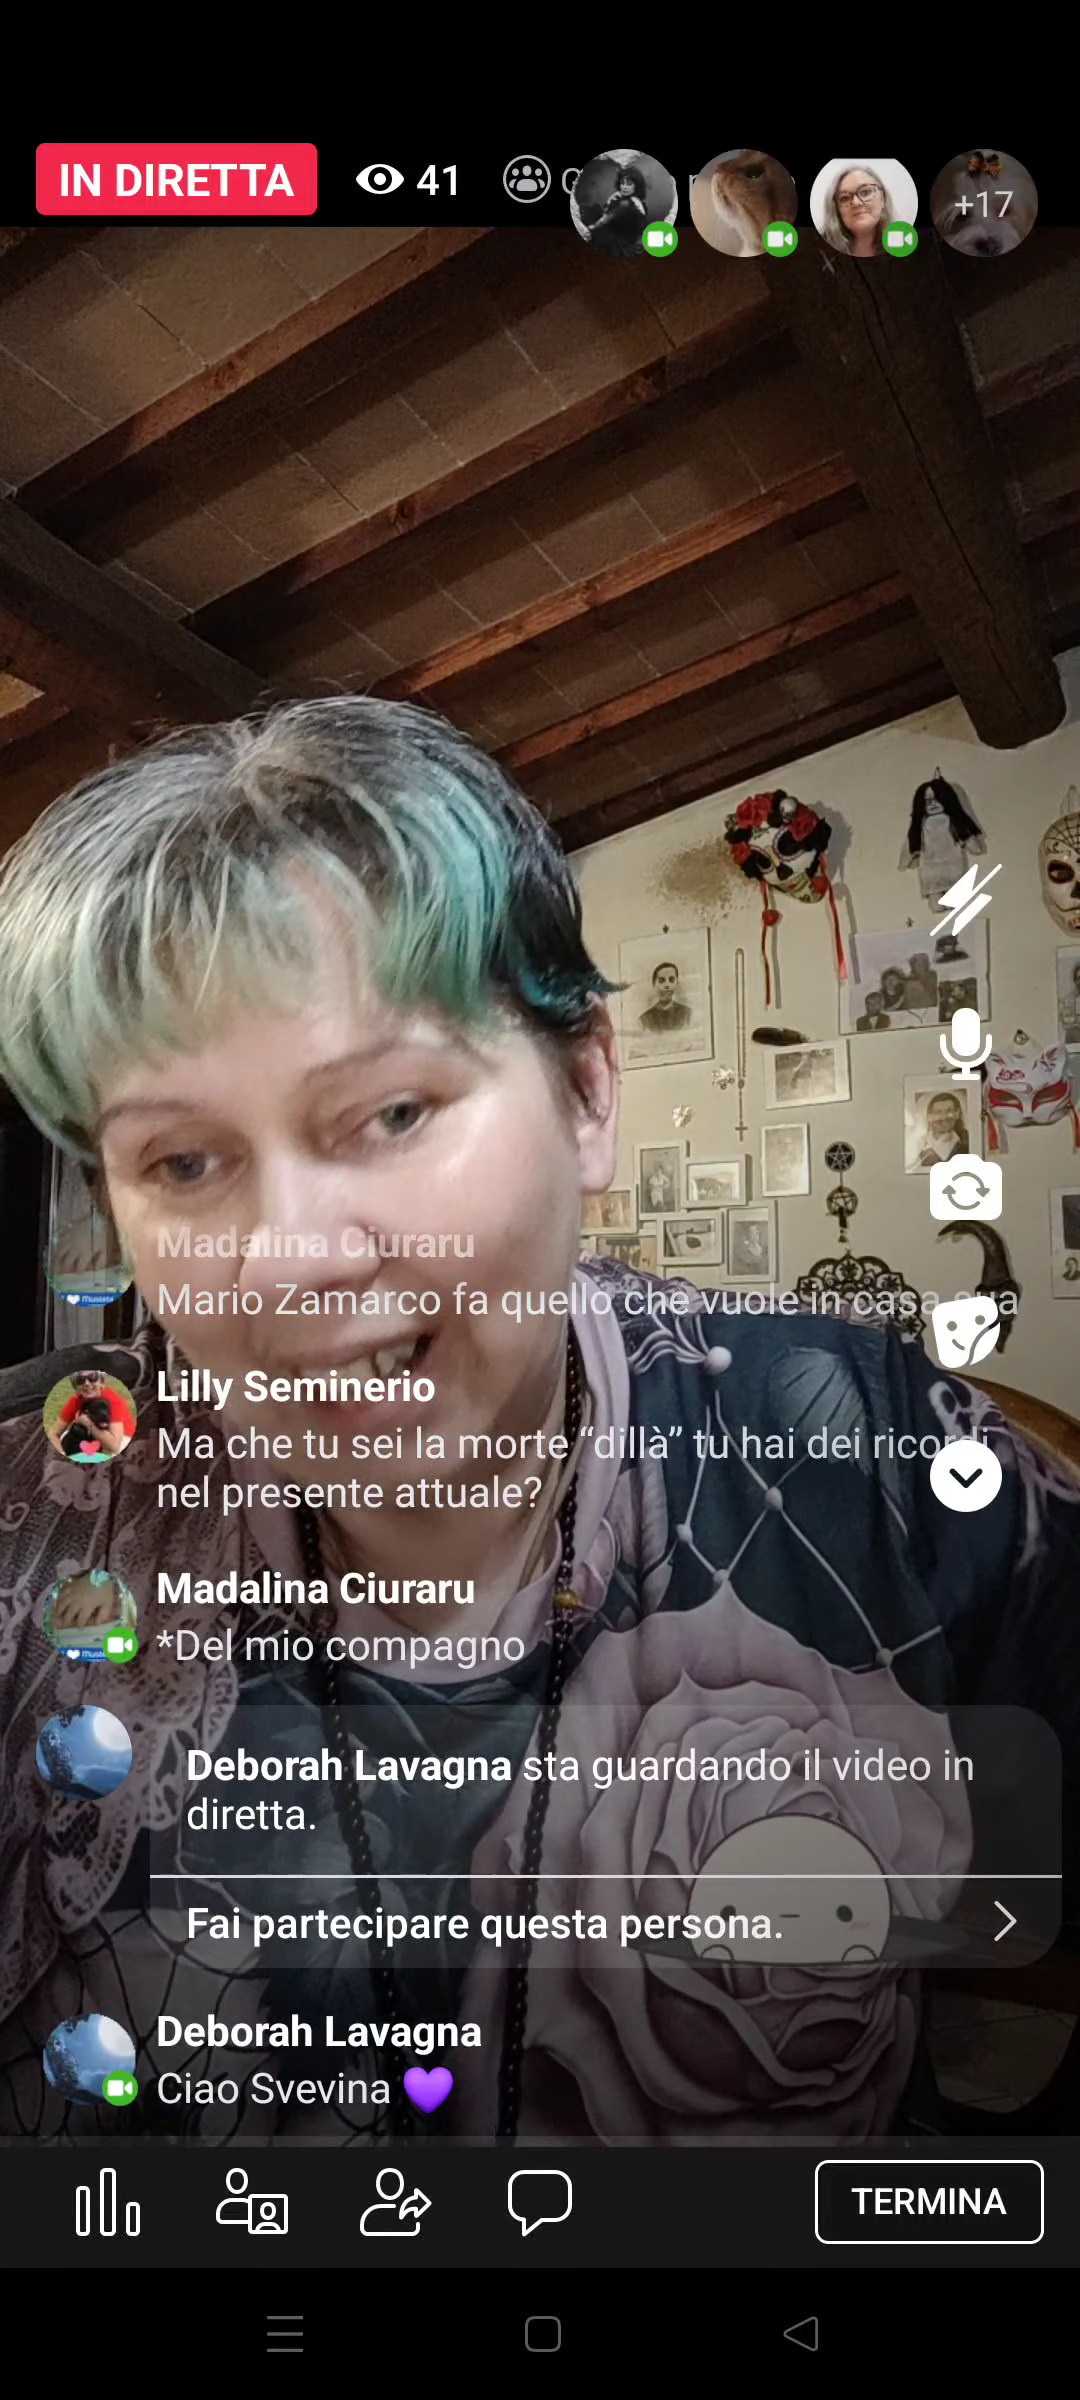 IN DIRETTA
41
+17
Madalina Ciuraru
Mario Zamarco fa quello che vuole in casa sua
Lilly Seminerio
Ma che tu sei la morte “dillà” tu hai dei ricordi
nel presente attuale?
Madalina Ciuraru
*Del mio compagno
Deborah Lavagna sta guardando il video in
diretta.
Fai partecipare questa persona.
Deborah Lavagna
Ciao Svevina 💜
TERMINA